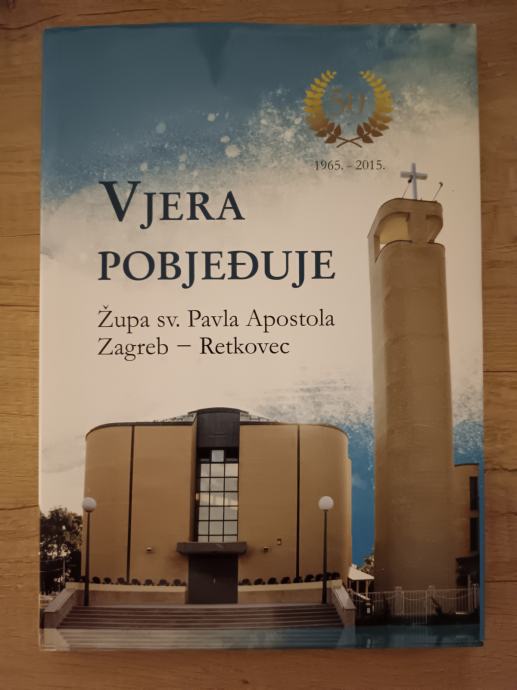 50
1965. – 2015.
VJERA
POBJEĐUJE
Župa sv. Pavla Apostola
Zagreb – Retkovec